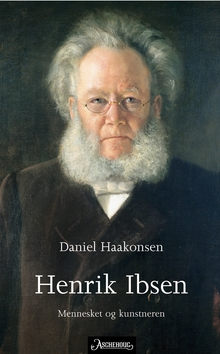 Daniel Haakonsen
Henrik Ibsen
Mennesket og kunstneren
ASCHEHOUG